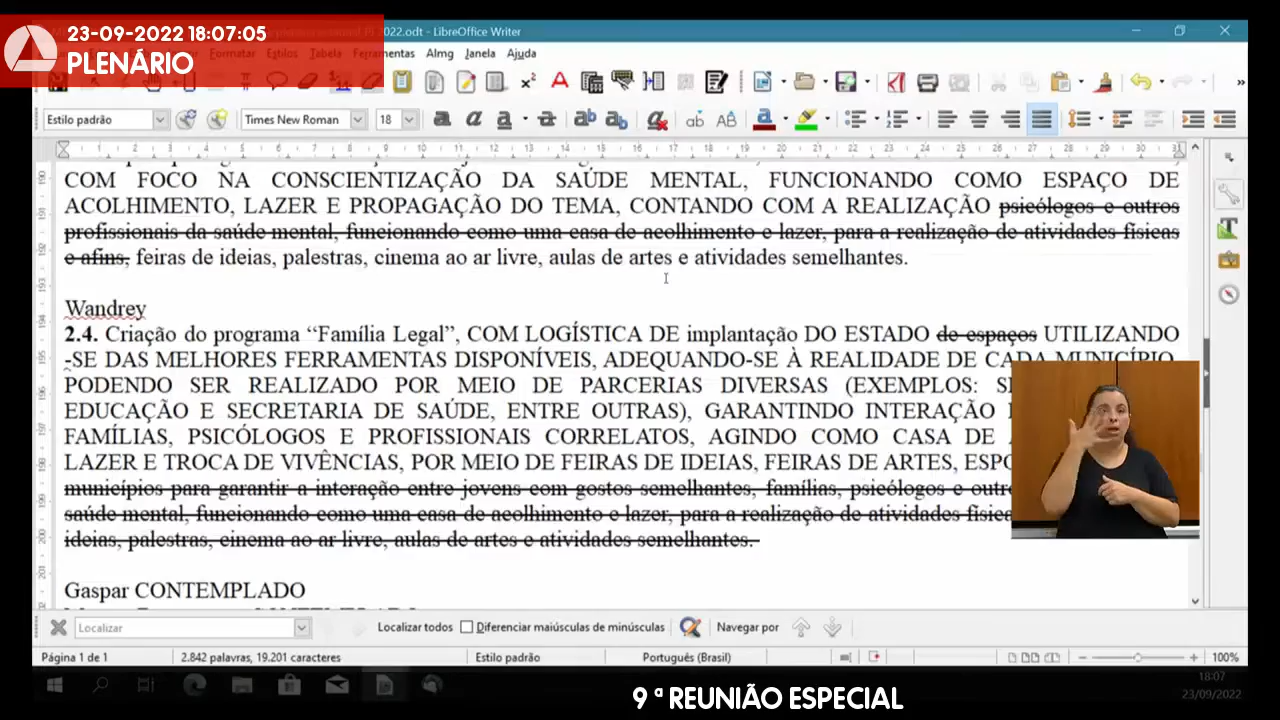 23-09-2022 18:07:05
PLENÁRIO
2022.odt - LibreOffice Writer
Formatar Estilos Tabela Ferramentas Almg Janela Ajuda
Estilo padrão Times New Roman 18
COM FOCO NA CONSCIENTIZAÇÃO DA SAÚDE MENTAL, FUNCIONANDO COMO ESPAÇO DE
ACOLHIMENTO, LAZER E PROPAGAÇÃO DO TEMA, CONTANDO COM A REALIZAÇÃO psicólogos e outros
profissionais da saúde mental, funcionando como uma casa de acolhimento e lazer, para a realização de atividades físicas
e afins, feiras de ideias, palestras, cinema ao ar livre, aulas de artes e atividades semelhantes.
Wandrey
2.4. Criação do programa “Família Legal”, COM LOGÍSTICA DE implantação DO ESTADO de espaços UTILIZANDO
-SE DAS MELHORES FERRAMENTAS DISPONÍVEIS, ADEQUANDO-SE À REALIDADE DE CADA MUNICÍPIO,
PODENDO SER REALIZADO POR MEIO DE PARCERIAS DIVERSAS (EXEMPLOS:
EDUCAÇÃO E SECRETARIA DE SAÚDE, ENTRE OUTRAS), GARANTINDO INTERAÇÃO
FAMÍLIAS, PSICÓLOGOS E PROFISSIONAIS CORRELATOS, AGINDO COMO CASA DE
LAZER E TROCA DE VIVÊNCIAS, POR MEIO DE FEIRAS DE IDEIAS, FEIRAS DE ARTES,
municípios para garantir a interação entre jovens com gostos semelhantes, famílias, psicólogos e
saúde mental, funcionando como uma casa de acolhimento e lazer, para a realização de atividades
ideias, palestras, cinema ao ar livre, aulas de artes e atividades semelhantes.
Gaspar CONTEMPLADO
Localizar Localizar todos Diferenciar maiúsculas de minúsculas Navegar por
Página 1 de 1 2.842 palavras, 19.201 caracteres Estilo padrão Português (Brasil) 100%
18:07
23/09/2022
9ª REUNIÃO ESPECIAL